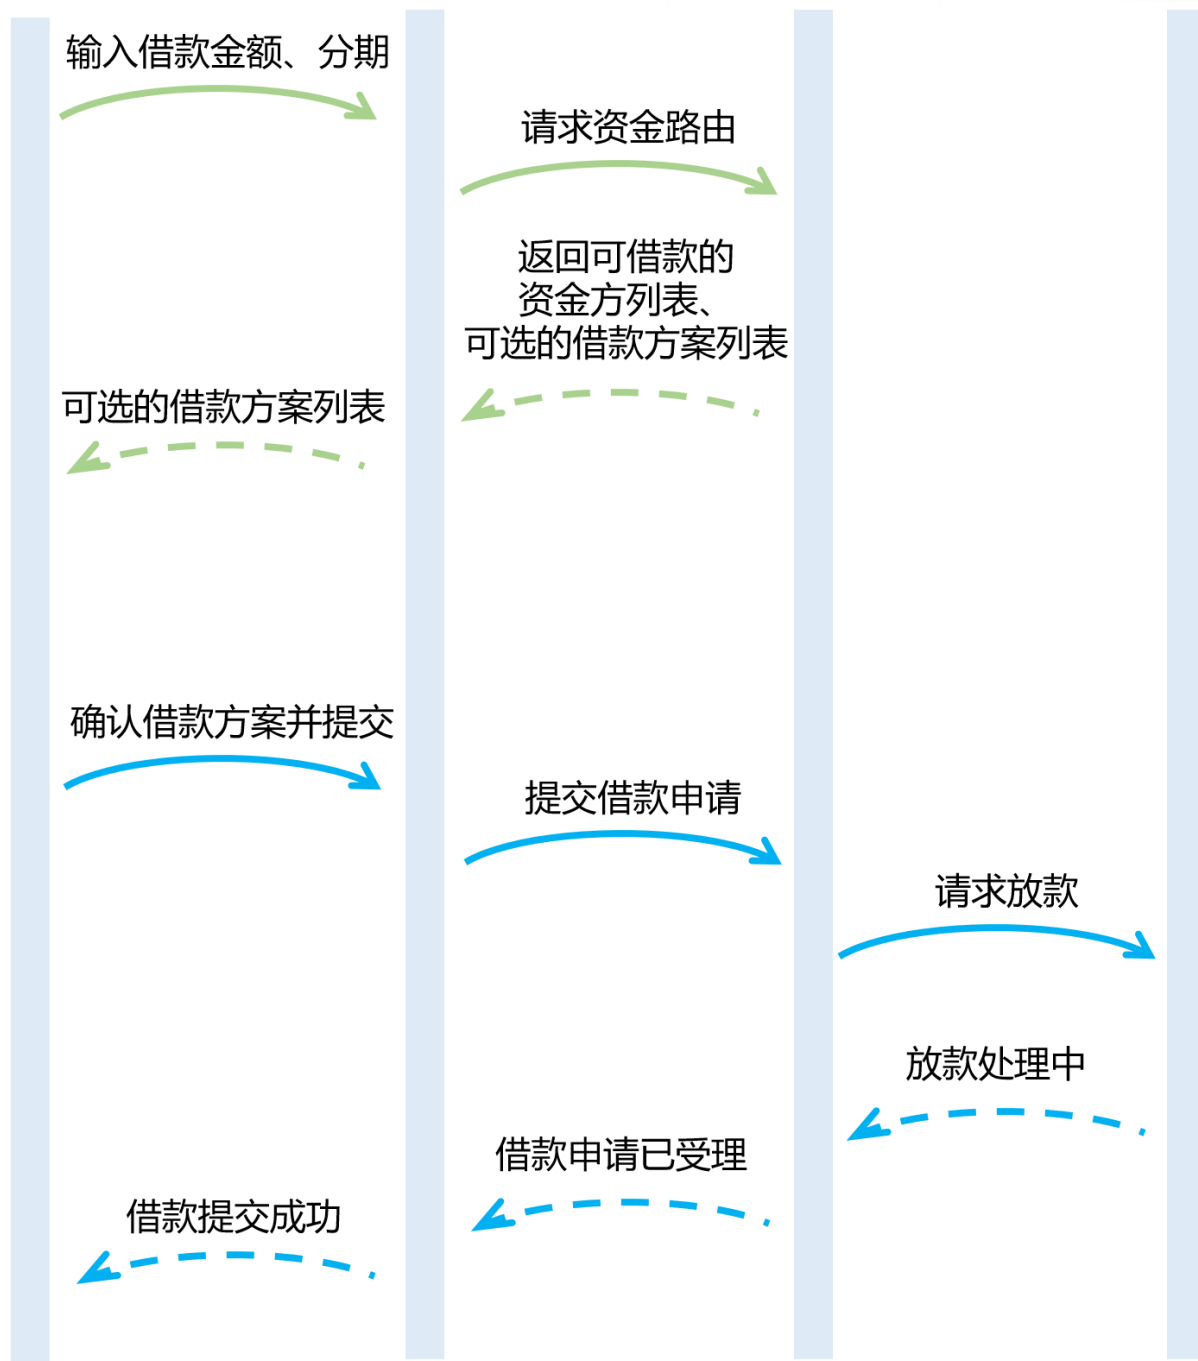 输入借款金额、分期
请求资金路由
返回可借款的
资金方列表、
可选的借款方案列表
可选的借款方案列表
确认借款方案并提交
提交借款申请
请求放款
放款处理中
借款申请已受理
借款提交成功